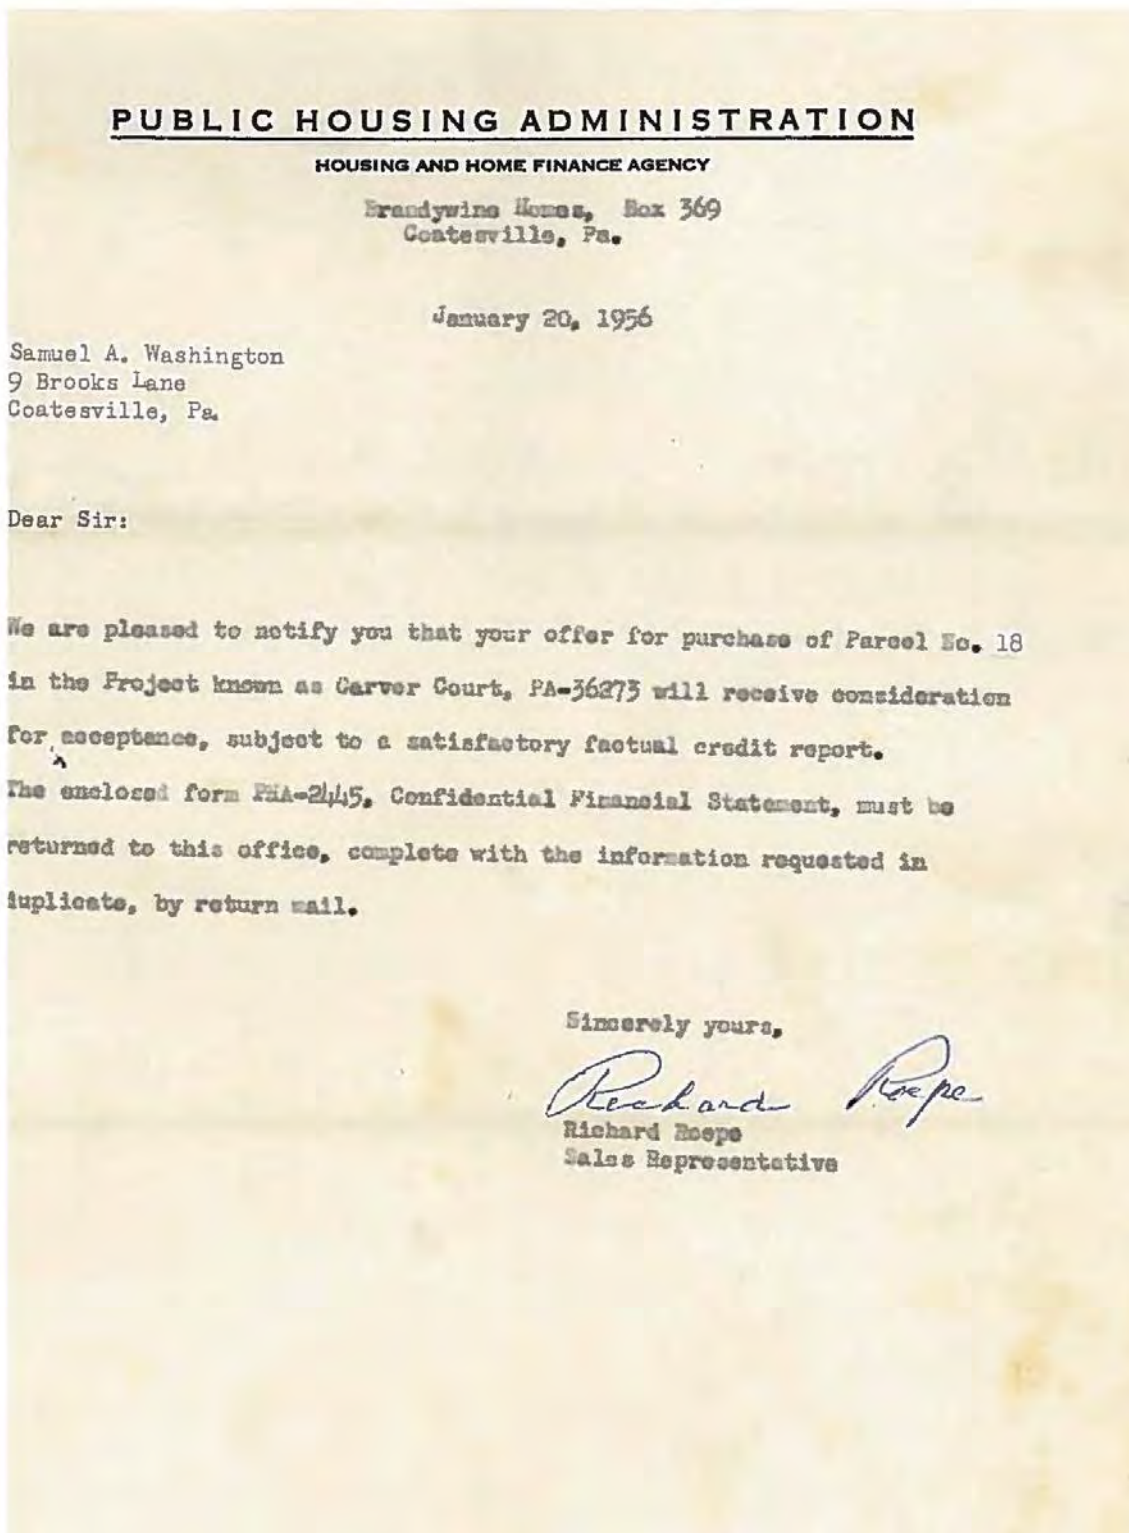 PUBLIC HOUSING ADMINISTRATION
HOUSING AND HOME FINANCE AGENCY
Brandywine Homes, Box 369
Coatesville, Pa.
January 20, 1956
Samuel A. Washington
9 Brooks Lane
Coatesville, Pa.
Dear Sir:
We are pleased to notify you that your offer for purchase of Parcel No. 18
in the Project known as Carver Court, PA-36273 will receive consideration
for acceptance, subject to a satisfactory factual credit report.
The enclosed form PHA-2445, Confidential Financial Statement, must be
returned to this office, complete with the information requested in
duplicate, by return mail.
Sincerely yours,
Richard Roepe
Richard Roepe
Sales Representative